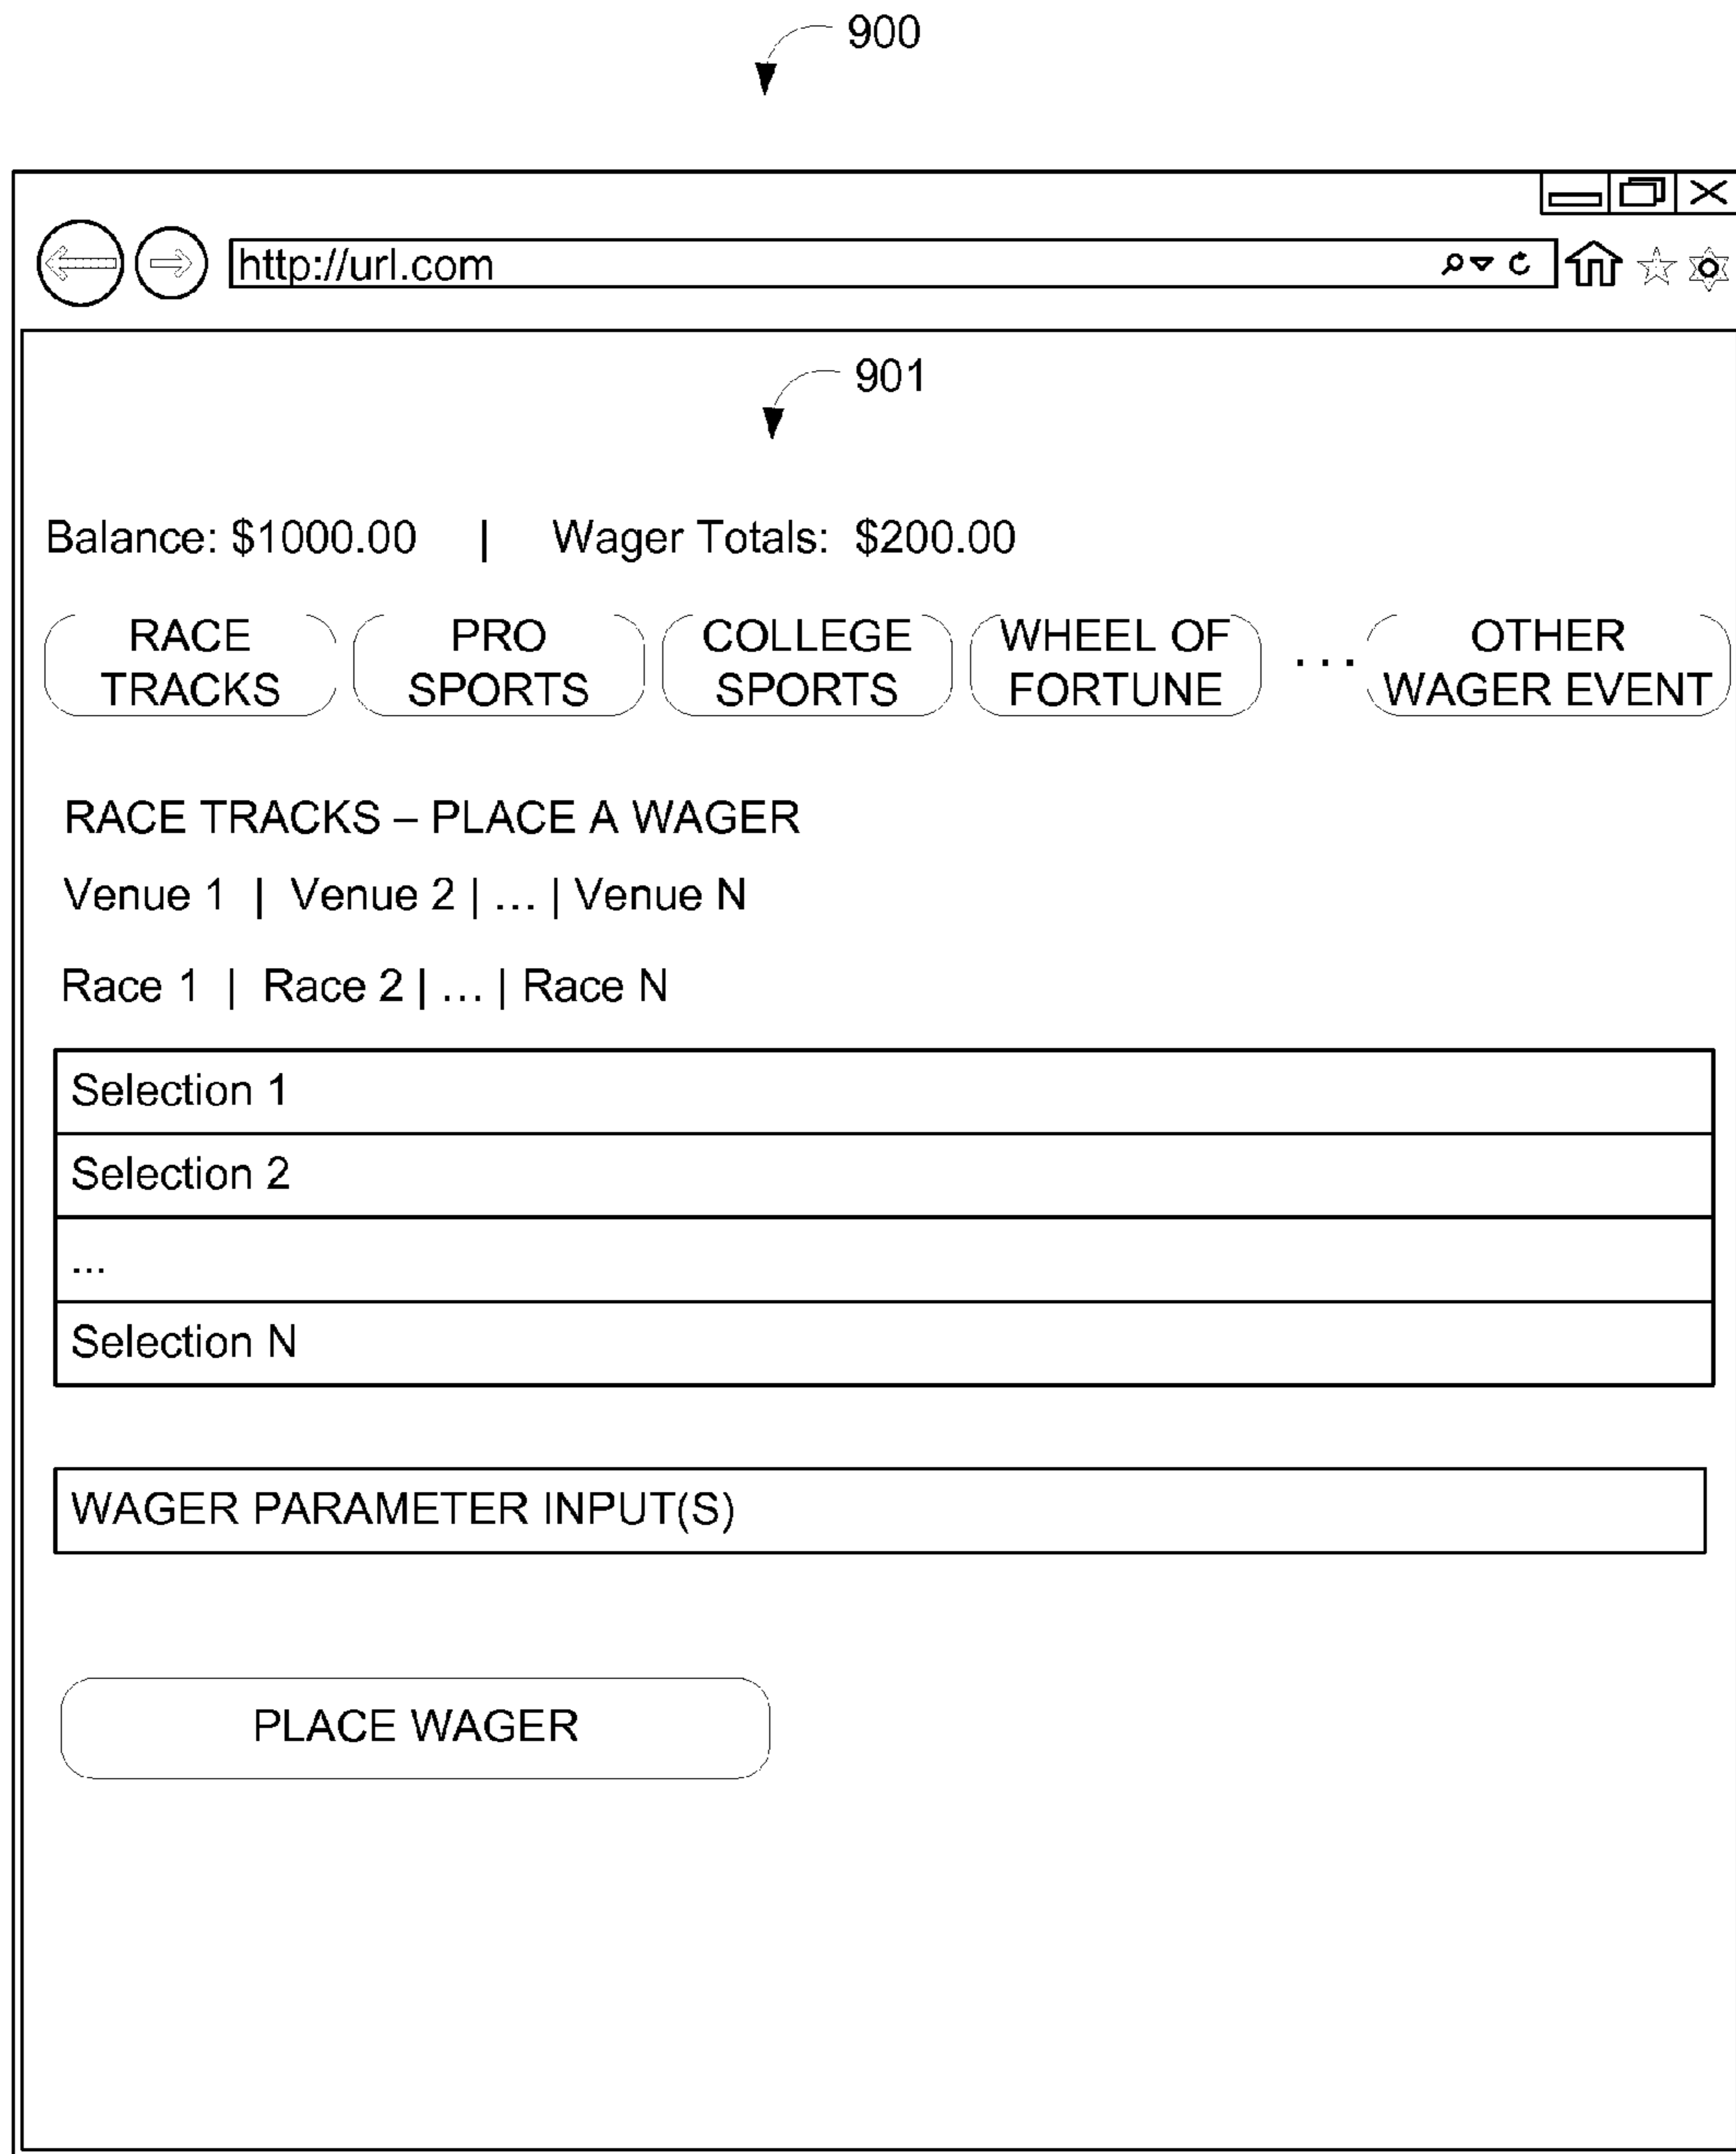 900
http://url.com
901
Balance: $1000.00 | Wager Totals: $200.00
RACE TRACKS
PRO SPORTS
COLLEGE SPORTS
WHEEL OF FORTUNE
...
OTHER WAGER EVENT
RACE TRACKS – PLACE A WAGER
Venue 1 | Venue 2 | ... | Venue N
Race 1 | Race 2 | ... | Race N
Selection 1
Selection 2
...
Selection N
WAGER PARAMETER INPUT(S)
PLACE WAGER